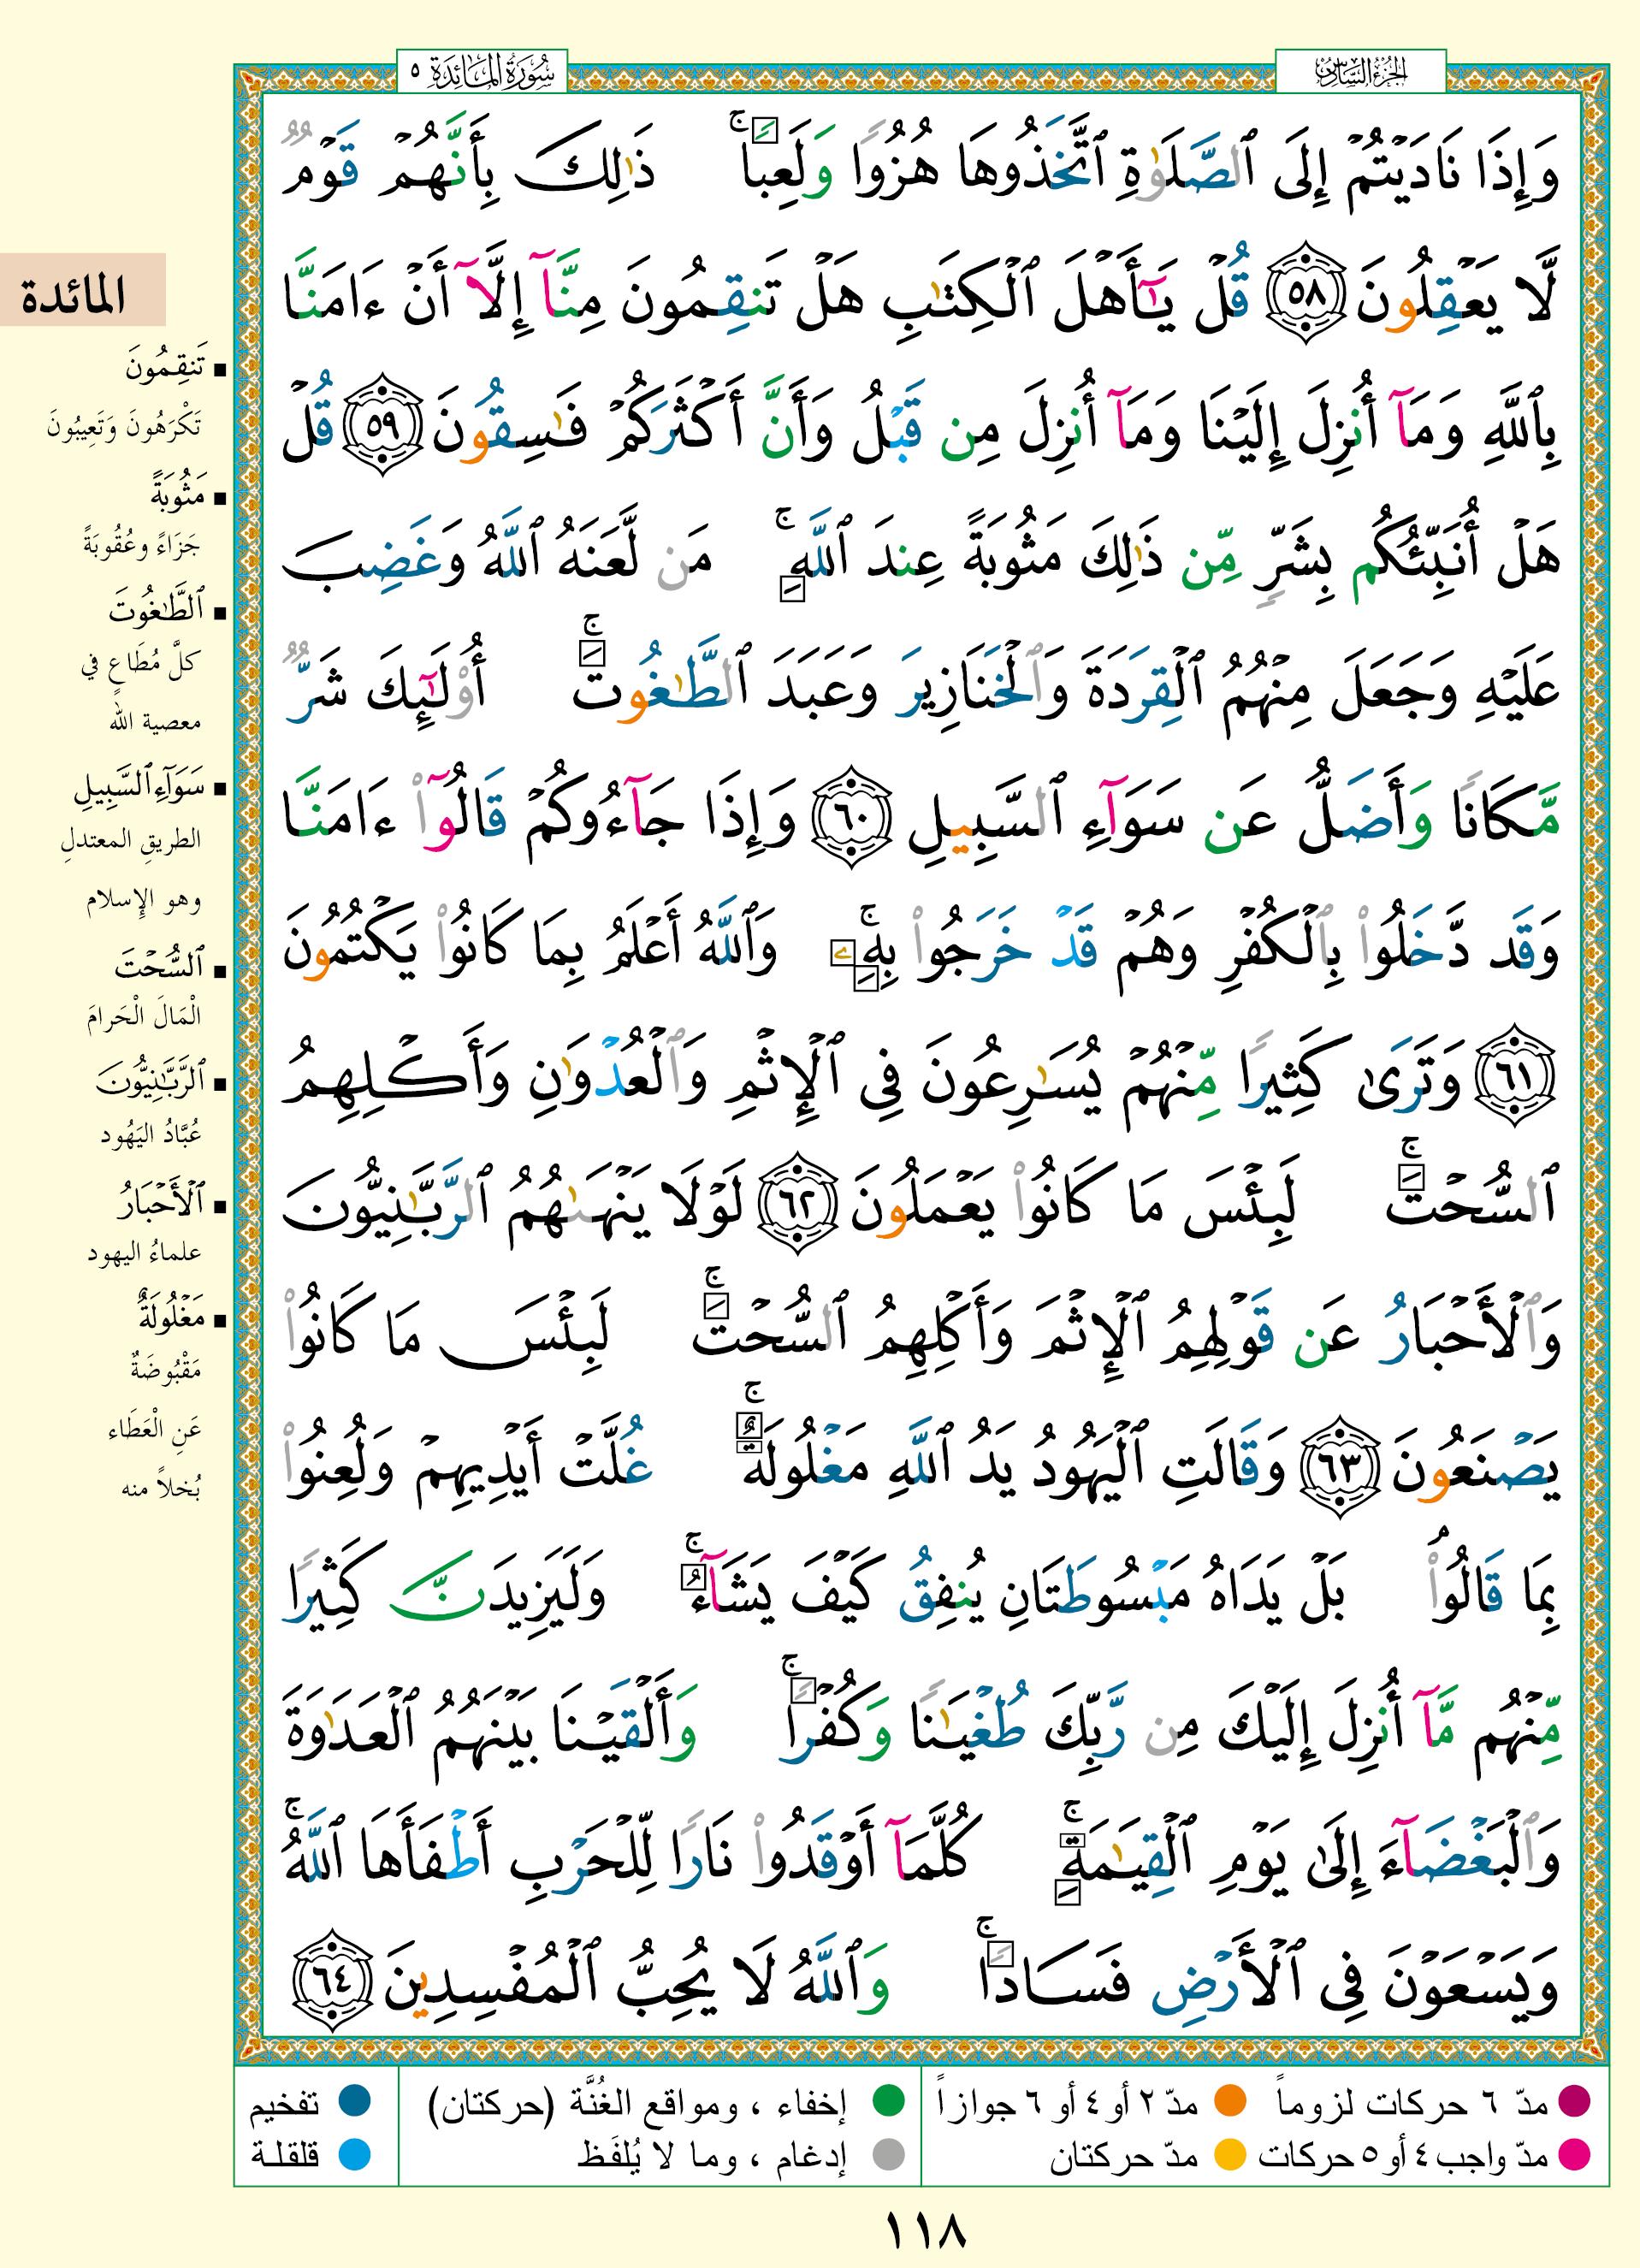 الجزء السادس
سورة المائدة ٥
وَإِذَا نَادَيْتُمْ إِلَى ٱلصَّلَوٰةِ ٱتَّخَذُوهَا هُزُوًا وَلَعِبًاۚ ذَٰلِكَ بِأَنَّهُمْ قَوْمٌ
لَّا يَعْقِلُونَ ٥٨ قُلْ يَـٰٓأَهْلَ ٱلْكِتَـٰبِ هَلْ تَنقِمُونَ مِنَّآ إِلَّآ أَنْ ءَامَنَّا
بِٱللَّهِ وَمَآ أُنزِلَ إِلَيْنَا وَمَآ أُنزِلَ مِن قَبْلُ وَأَنَّ أَكْثَرَكُمْ فَـٰسِقُونَ ٥٩ قُلْ
هَلْ أُنَبِّئُكُم بِشَرٍّ مِّن ذَٰلِكَ مَثُوبَةً عِندَ ٱللَّهِۚ مَن لَّعَنَهُ ٱللَّهُ وَغَضِبَ
عَلَيْهِ وَجَعَلَ مِنْهُمُ ٱلْقِرَدَةَ وَٱلْخَنَازِيرَ وَعَبَدَ ٱلطَّـٰغُوتَۚ أُو۟لَـٰٓئِكَ شَرٌّ
مَّكَانًا وَأَضَلُّ عَن سَوَآءِ ٱلسَّبِيلِ ٦٠ وَإِذَا جَآءُوكُمْ قَالُوٓا۟ ءَامَنَّا
وَقَد دَّخَلُوا۟ بِٱلْكُفْرِ وَهُمْ قَدْ خَرَجُوا۟ بِهِۦۚ وَٱللَّهُ أَعْلَمُ بِمَا كَانُوا۟ يَكْتُمُونَ
٦١ وَتَرَىٰ كَثِيرًا مِّنْهُمْ يُسَـٰرِعُونَ فِى ٱلْإِثْمِ وَٱلْعُدْوَٰنِ وَأَكْلِهِمُ
ٱلسُّحْتَۚ لَبِئْسَ مَا كَانُوا۟ يَعْمَلُونَ ٦٢ لَوْلَا يَنْهَىٰهُمُ ٱلرَّبَّـٰنِيُّونَ
وَٱلْأَحْبَارُ عَن قَوْلِهِمُ ٱلْإِثْمَ وَأَكْلِهِمُ ٱلسُّحْتَۚ لَبِئْسَ مَا كَانُوا۟
يَصْنَعُونَ ٦٣ وَقَالَتِ ٱلْيَهُودُ يَدُ ٱللَّهِ مَغْلُولَةٌۚ غُلَّتْ أَيْدِيهِمْ وَلُعِنُوا۟
بِمَا قَالُوا۟ۘ بَلْ يَدَاهُ مَبْسُوطَتَانِ يُنفِقُ كَيْفَ يَشَآءُۚ وَلَيَزِيدَنَّ كَثِيرًا
مِّنْهُم مَّآ أُنزِلَ إِلَيْكَ مِن رَّبِّكَ طُغْيَـٰنًا وَكُفْرًاۚ وَأَلْقَيْنَا بَيْنَهُمُ ٱلْعَدَٰوَةَ
وَٱلْبَغْضَآءَ إِلَىٰ يَوْمِ ٱلْقِيَـٰمَةِۚ كُلَّمَآ أَوْقَدُوا۟ نَارًا لِّلْحَرْبِ أَطْفَأَهَا ٱللَّهُۚ
وَيَسْعَوْنَ فِى ٱلْأَرْضِ فَسَادًاۚ وَٱللَّهُ لَا يُحِبُّ ٱلْمُفْسِدِينَ ٦٤
المائدة
تَنقِمُونَ
تَكْرَهُونَ وَتَعِيبُونَ
مَثُوبَةً
جَزَاءً وعُقُوبَةً
ٱلطَّـٰغُوتَ
كلَّ مُطَاعٍ في
معصية الله
سَوَآءِ ٱلسَّبِيلِ
الطريقِ المعتدلِ
وهو الإسلام
ٱلسُّحْتَ
الْمَالَ الْحَرامَ
ٱلرَّبَّـٰنِيُّونَ
عُبَّادُ اليَهُود
ٱلْأَحْبَارُ
علماءُ اليهود
مَغْلُولَةٌ
مَقْبُوضَةٌ
عَنِ الْعَطَاء
بُخلاً منه
مدّ ٦ حركات لزوماً
مدّ ٢ أو ٤ أو ٦ جوازاً
إخفاء ، ومواقع الغُنَّة (حركتان)
تفخيم
مدّ واجب ٤ أو ٥ حركات
مدّ حركتان
إدغام ، وما لا يُلفَظ
قلقلة
١١٨